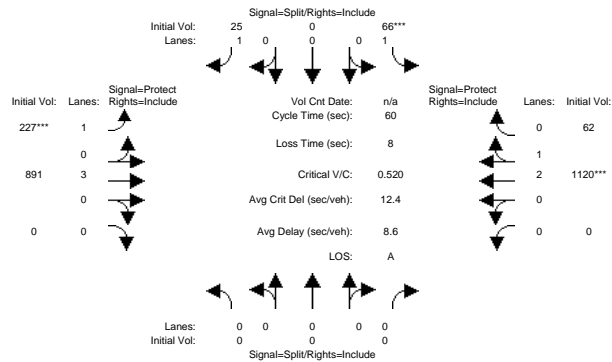 Signal=Split/Rights=Include
Initial Vol: 25 0 66***
Lanes: 1 0 0 0 1
Signal=Protect Signal=Protect
Initial Vol: Lanes: Rights=Include Vol Cnt Date: n/a Rights=Include Lanes: Initial Vol:
Cycle Time (sec): 60
227*** 1 0 62
Loss Time (sec): 8
0 1
891 3 Critical V/C: 0.520 2 1120***
0 Avg Crit Del (sec/veh): 12.4 0
0 0 Avg Delay (sec/veh): 8.6 0 0
LOS: A
Lanes: 0 0 0 0 0
Initial Vol: 0 0 0
Signal=Split/Rights=Include